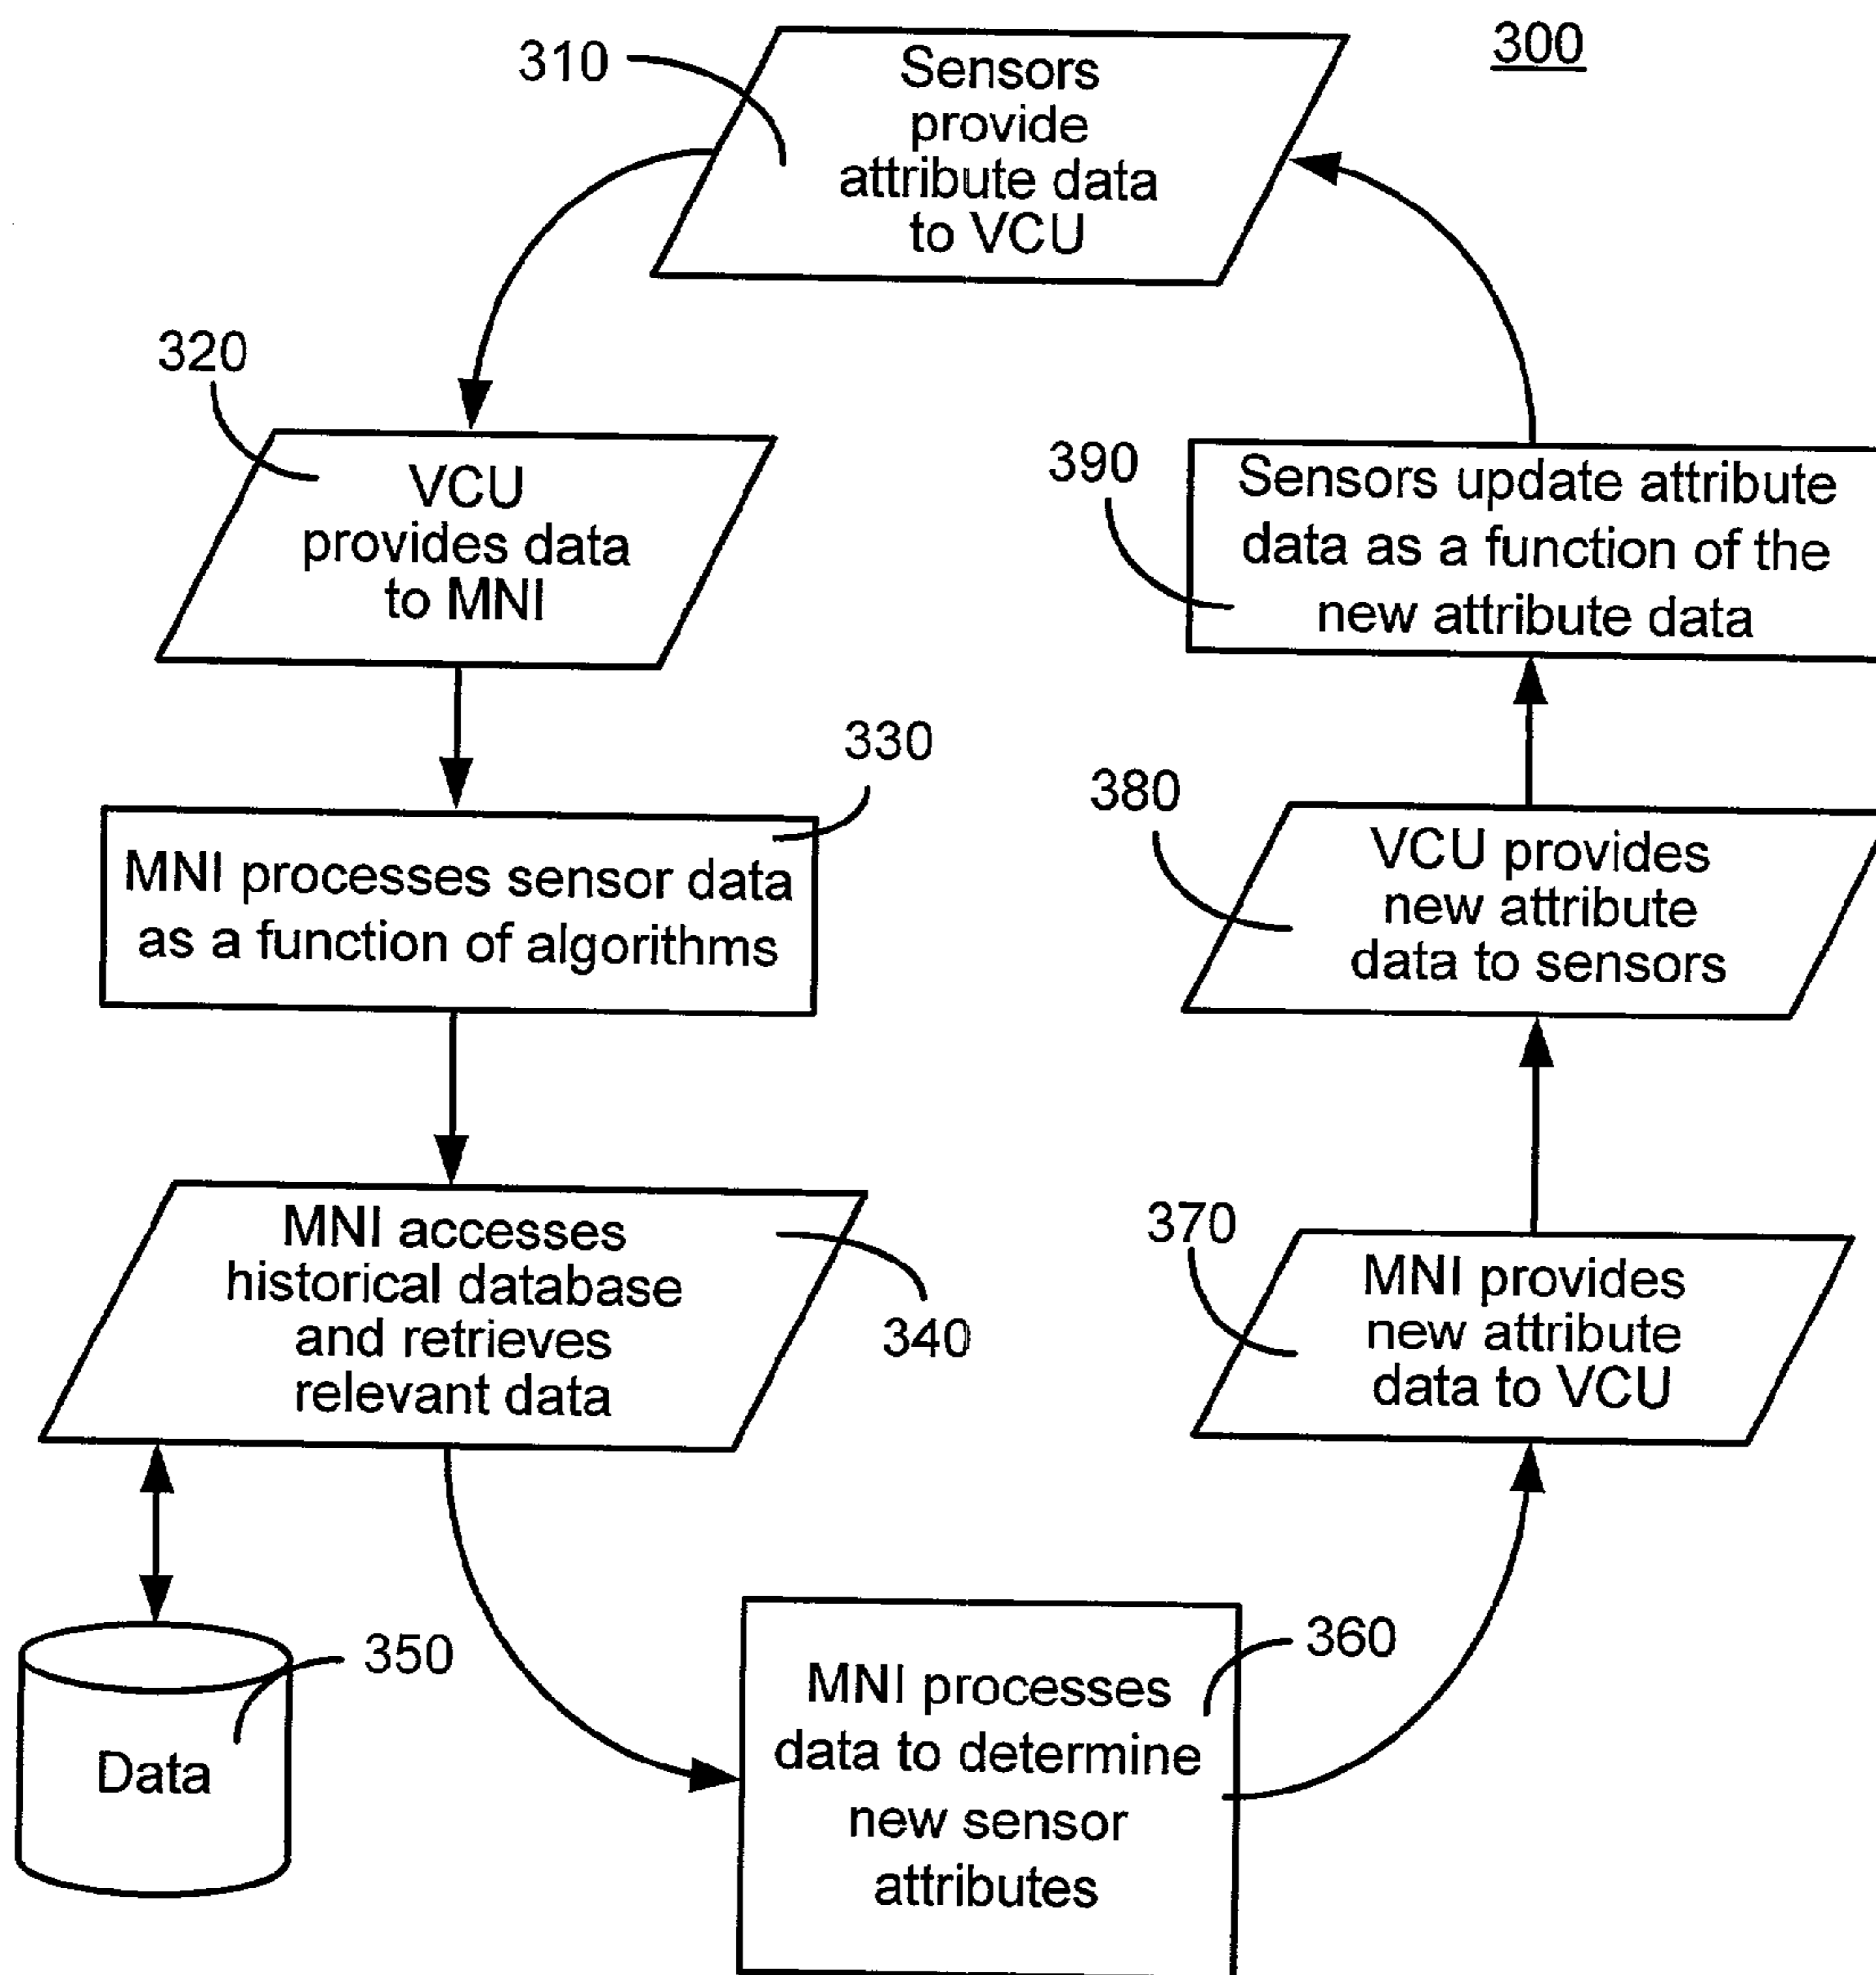 300
310
Sensors
provide
attribute data
to VCU
320
VCU
provides data
to MNI
330
MNI processes sensor data
as a function of algorithms
MNI accesses
historical database
and retrieves
relevant data
340
350
Data
360
MNI processes
data to determine
new sensor
attributes
370
MNI provides
new attribute
data to VCU
380
VCU provides
new attribute
data to sensors
390
Sensors update attribute
data as a function of the
new attribute data